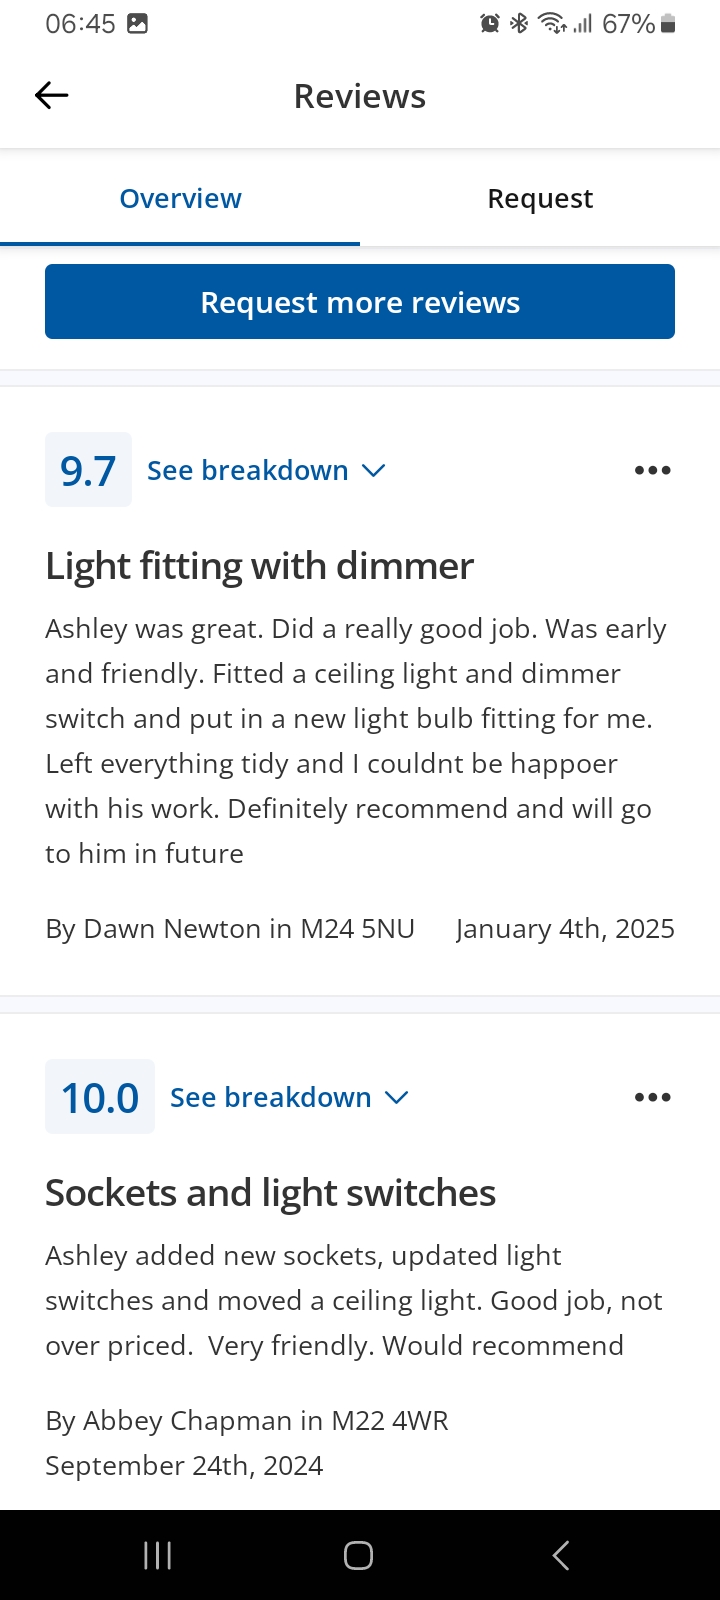 06:45 67%
Reviews
Overview Request
Request more reviews
9.7 See breakdown
Light fitting with dimmer
Ashley was great. Did a really good job. Was early
and friendly. Fitted a ceiling light and dimmer
switch and put in a new light bulb fitting for me.
Left everything tidy and I couldnt be happoer
with his work. Definitely recommend and will go
to him in future
By Dawn Newton in M24 5NU January 4th, 2025
10.0 See breakdown
Sockets and light switches
Ashley added new sockets, updated light
switches and moved a ceiling light. Good job, not
over priced.  Very friendly. Would recommend
By Abbey Chapman in M22 4WR
September 24th, 2024